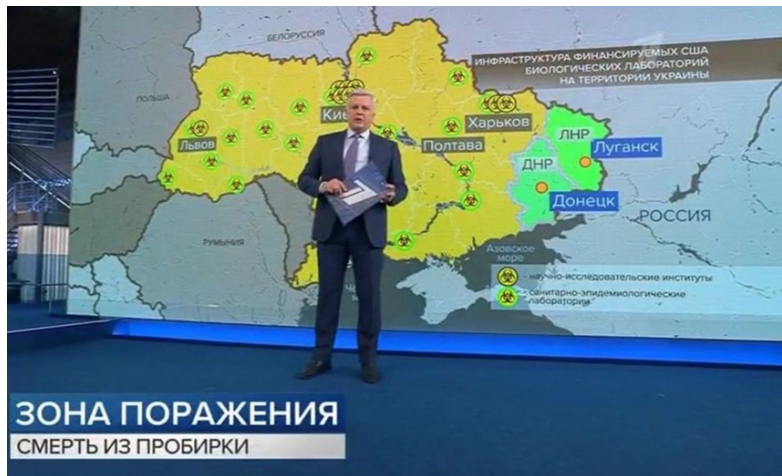 БЕЛОРУССИЯ
ИНФРАСТРУКТУРА ФИНАНСИРУЕМЫХ США
БИОЛОГИЧЕСКИХ ЛАБОРАТОРИЙ
НА ТЕРРИТОРИИ УКРАИНЫ
ПОЛЬША
Харьков
Львов
Полтава
ЛНР
Луганск
ДНР
Донецк
РОССИЯ
РУМЫНИЯ
Азовское
море
- научно-исследовательские институты
- санитарно-эпидемиологические
лаборатории
ЗОНА ПОРАЖЕНИЯ
СМЕРТЬ ИЗ ПРОБИРКИ